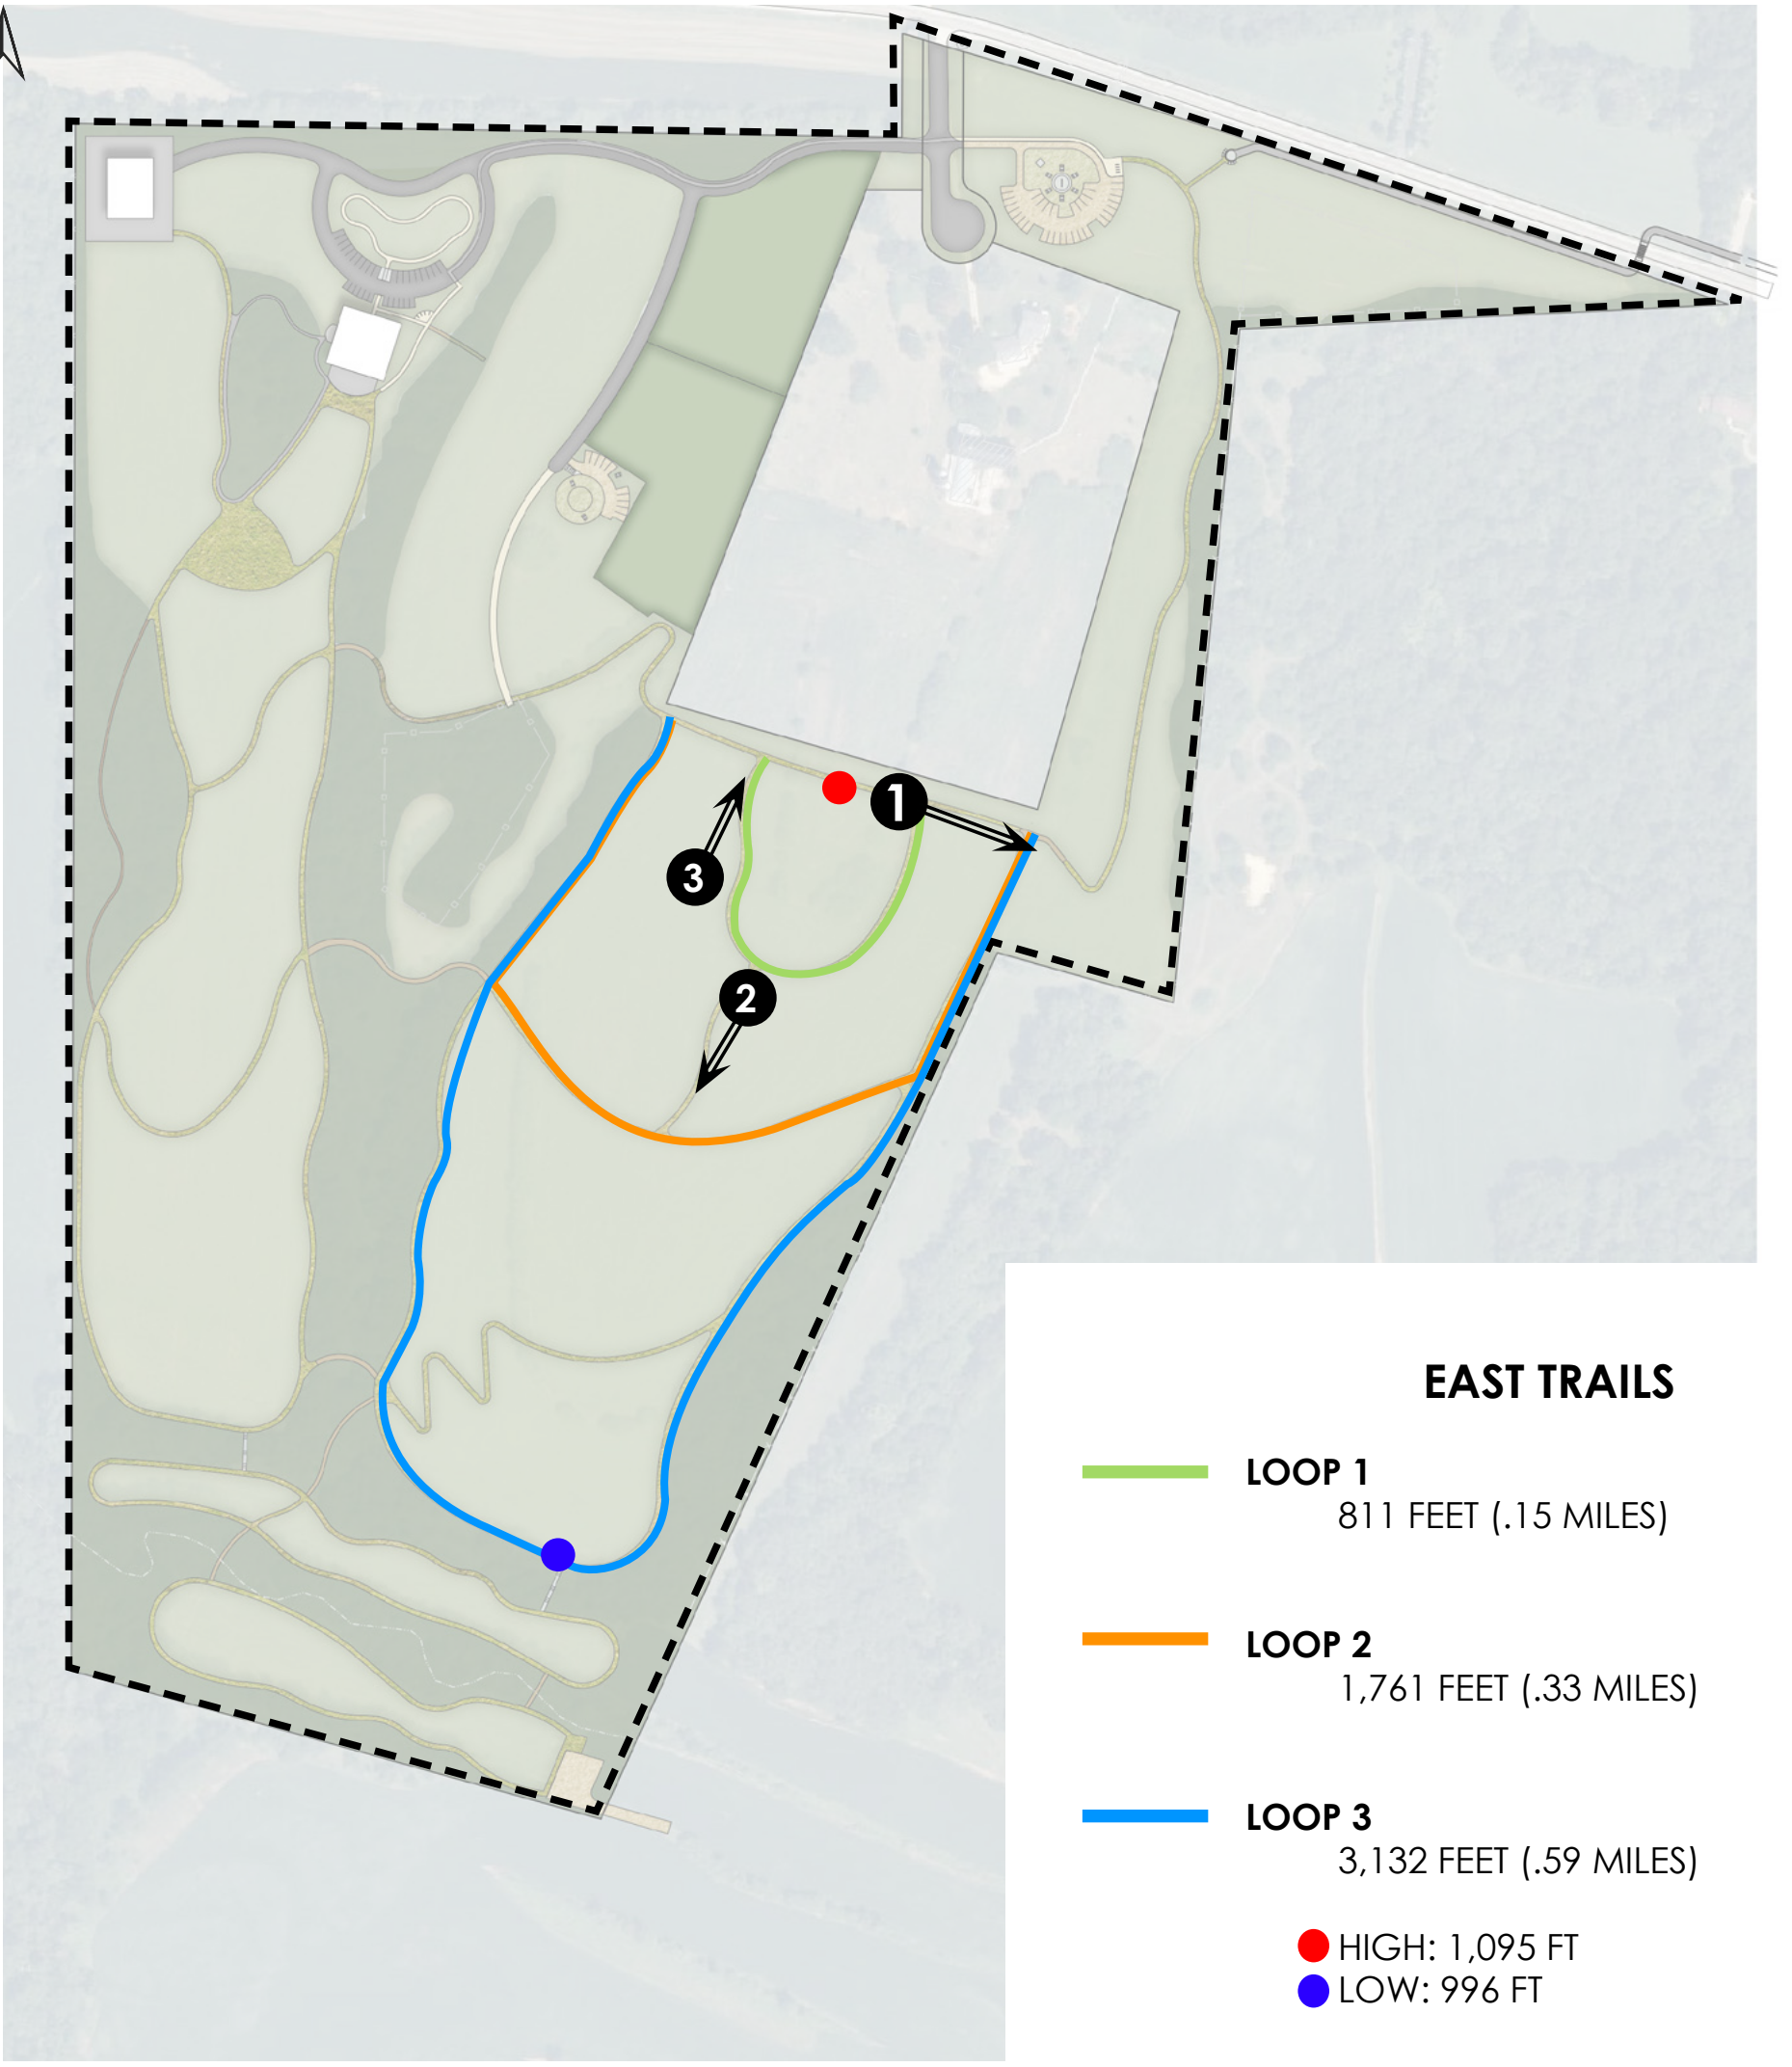 1
3
2
EAST TRAILS
LOOP 1
811 FEET (.15 MILES)
LOOP 2
1,761 FEET (.33 MILES)
LOOP 3
3,132 FEET (.59 MILES)
HIGH: 1,095 FT
LOW: 996 FT